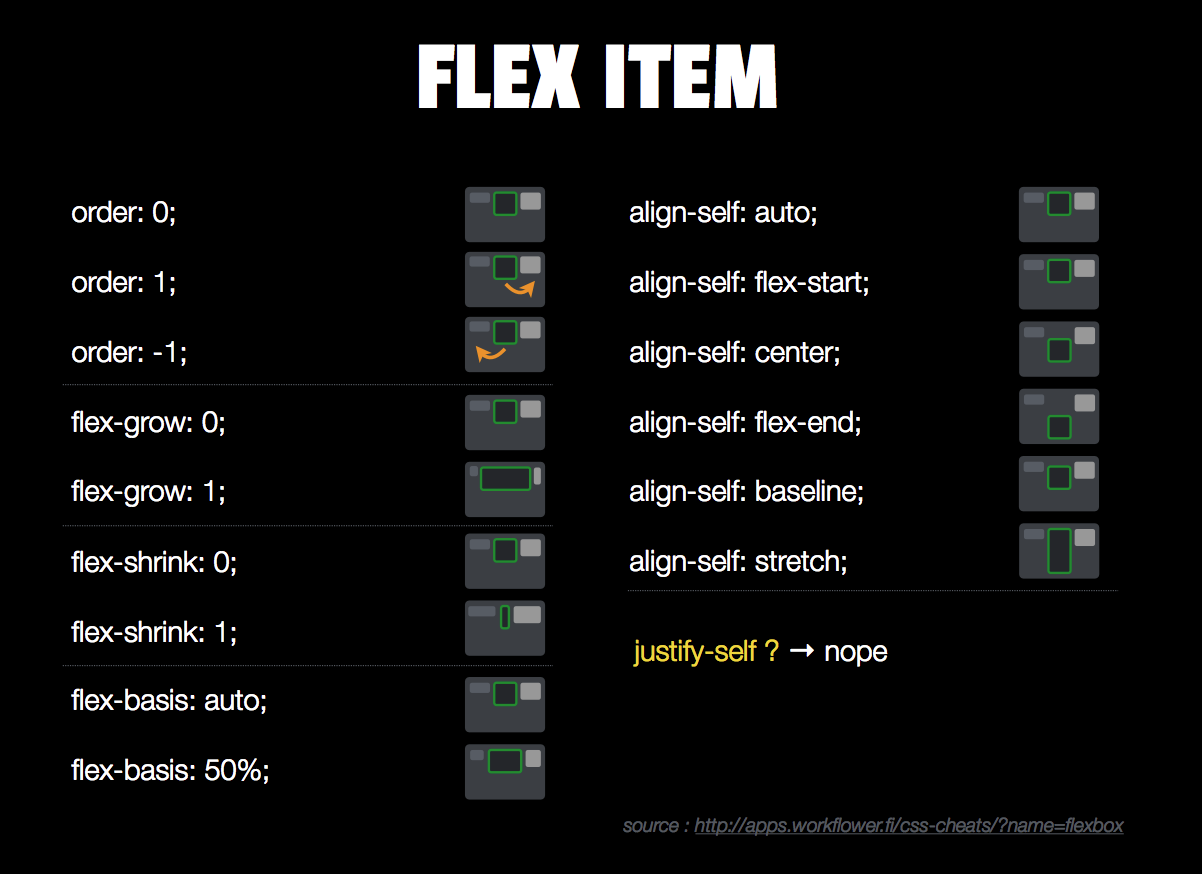 FLEX ITEM
order: 0;
order: 1;
order: -1;
flex-grow: 0;
flex-grow: 1;
flex-shrink: 0;
flex-shrink: 1;
flex-basis: auto;
flex-basis: 50%;
align-self: auto;
align-self: flex-start;
align-self: center;
align-self: flex-end;
align-self: baseline;
align-self: stretch;
justify-self ? → nope
source : http://apps.workflower.fi/css-cheats/?name=flexbox